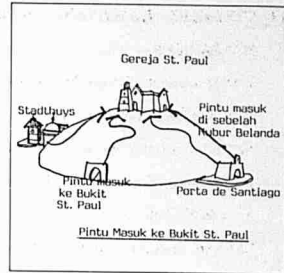 Gereja St. Paul
Stadthuys
Pintu masuk
di sebelah
Kubur Belanda
Pintu masuk
ke Bukit
St. Paul
Porta de Santiago
Pintu Masuk ke Bukit St. Paul